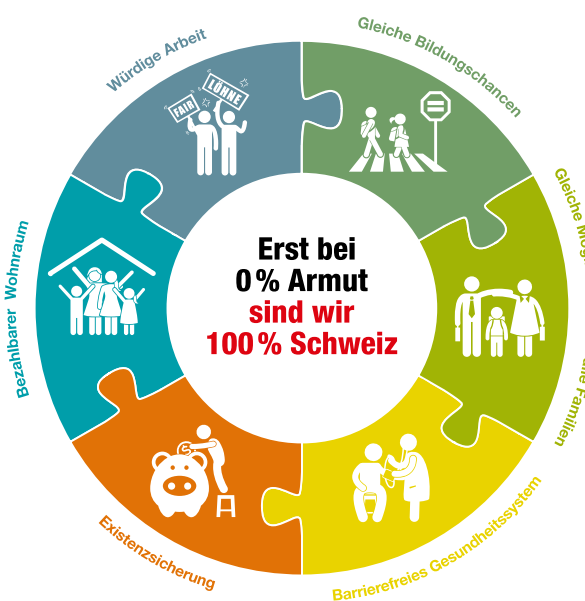 Würdige Arbeit
Gleiche Bildungschancen
FAIR
LÖHNE
Gleiche
Familien
Bezahlbarer Wohnraum
Erst bei
0 % Armut
sind wir
100 % Schweiz
Existenzsicherung
Barrierefreies Gesundheitssystem